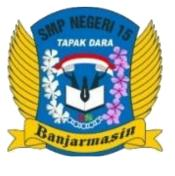 SMP NEGERI 15
TAPAK DARA
Banjarmasin